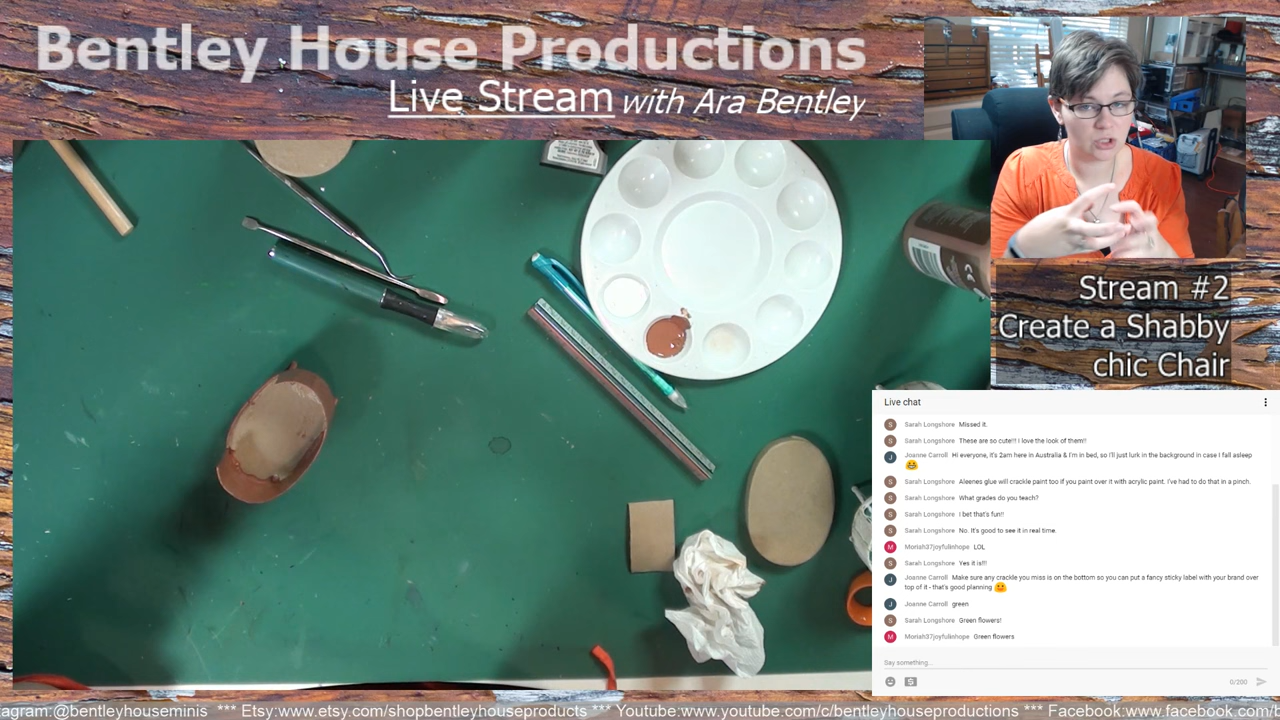 Bentley House Productions
Live Stream with Ara Bentley
Stream #2
Create a Shabby
chic Chair
Live chat
S Sarah Longshore Missed it.
S Sarah Longshore These are so cute!!! I love the look of them!!
J Joanne Carroll Hi everyone, it's 2am here in Australia & I'm in bed, so I'll just lurk in the background in case I fall asleep
S Sarah Longshore Aleenes glue will crackle paint too if you paint over it with acrylic paint. I've had to do that in a pinch.
S Sarah Longshore What grades do you teach?
S Sarah Longshore I bet that's fun!!
S Sarah Longshore No. It's good to see it in real time.
M Moriah37joyfulinhope LOL
S Sarah Longshore Yes it is!!!
J Joanne Carroll Make sure any crackle you miss is on the bottom so you can put a fancy sticky label with your brand over
top of it - that's good planning
J Joanne Carroll green
S Sarah Longshore Green flowers!
M Moriah37joyfulinhope Green flowers
Say something...
0/200
agram:@bentleyhouseminis *** Etsy:www.etsy.com/shopbentleyhouseproducts *** Youtube:www.youtube.com/c/bentleyhouseproductions *** Facebook:www.facebook.com/t